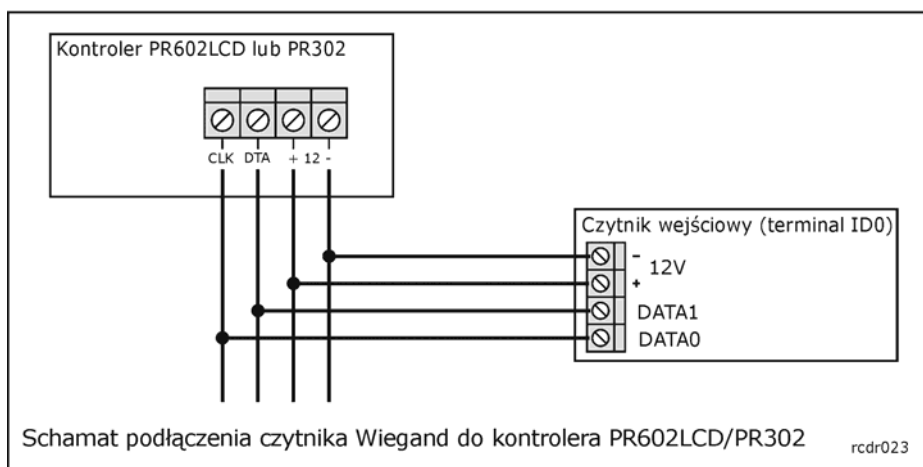 Kontroler PR602LCD lub PR302
CLK DTA + 12 -
Czytnik wejściowy (terminal ID0)
-
12V
+
DATA1
DATA0
Schamat podłączenia czytnika Wiegand do kontrolera PR602LCD/PR302
rcdr023